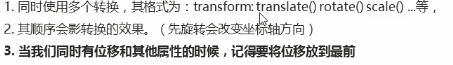 1. 同时使用多个转换，其格式为：transform: translate() rotate() scale() ...等，
2. 其顺序会影转换的效果。（先旋转会改变坐标轴方向）
3. 当我们同时有位移和其他属性的时候，记得要将位移放到最前